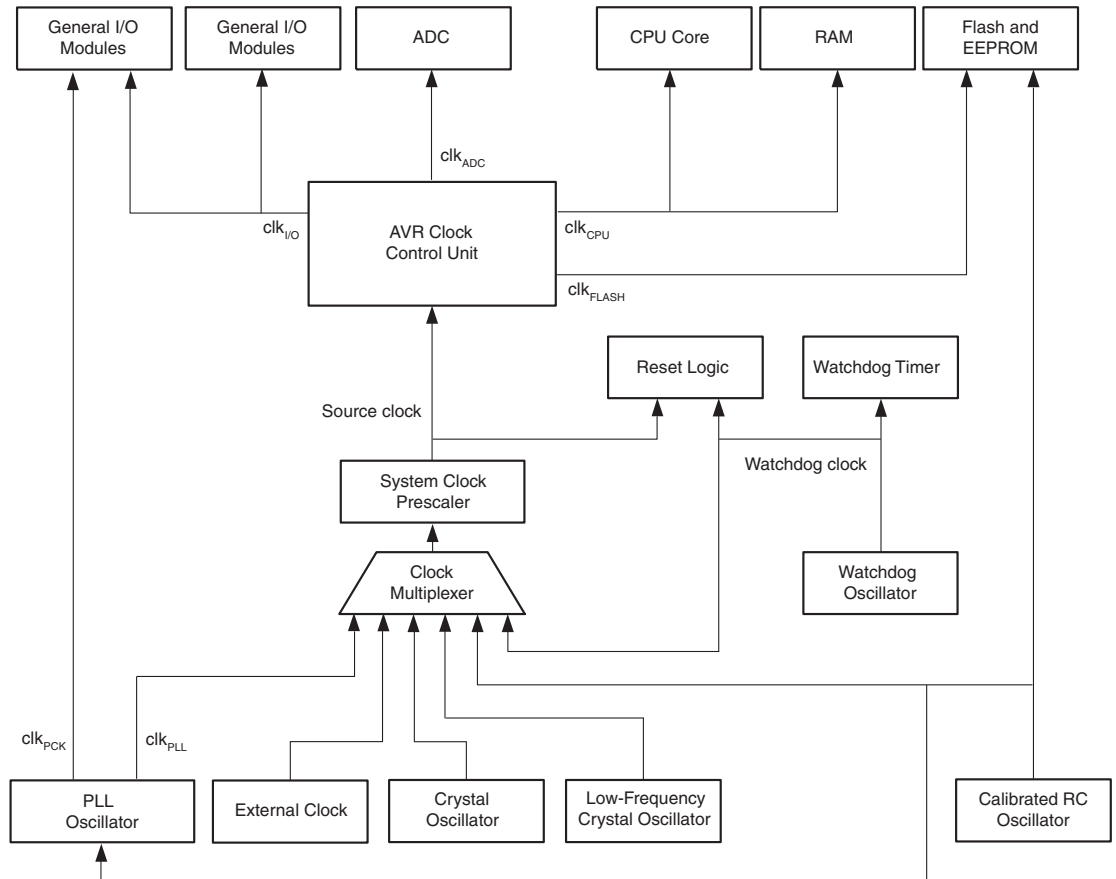 General I/O
Modules
General I/O
Modules
ADC
CPU Core
RAM
Flash and
EEPROM
clkADC
clkI/O
AVR Clock
Control Unit
clkCPU
clkFLASH
Reset Logic
Watchdog Timer
Source clock
Watchdog clock
System Clock
Prescaler
Clock
Multiplexer
Watchdog
Oscillator
clkPCK
clkPLL
PLL
Oscillator
External Clock
Crystal
Oscillator
Low-Frequency
Crystal Oscillator
Calibrated RC
Oscillator